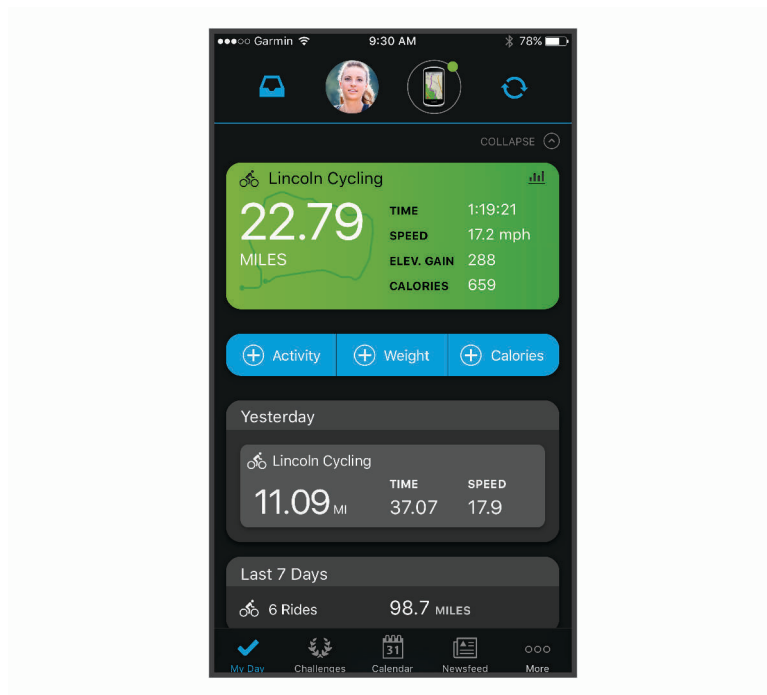 Garmin 9:30 AM 78%
COLLAPSE
Lincoln Cycling
22.79
MILES
TIME 1:19:21
SPEED 17.2 mph
ELEV. GAIN 288
CALORIES 659
Activity Weight Calories
Yesterday
Lincoln Cycling
11.09 MI
TIME SPEED
37.07 17.9
Last 7 Days
6 Rides 98.7 MILES
31
My Day Challenges Calendar Newsfeed More